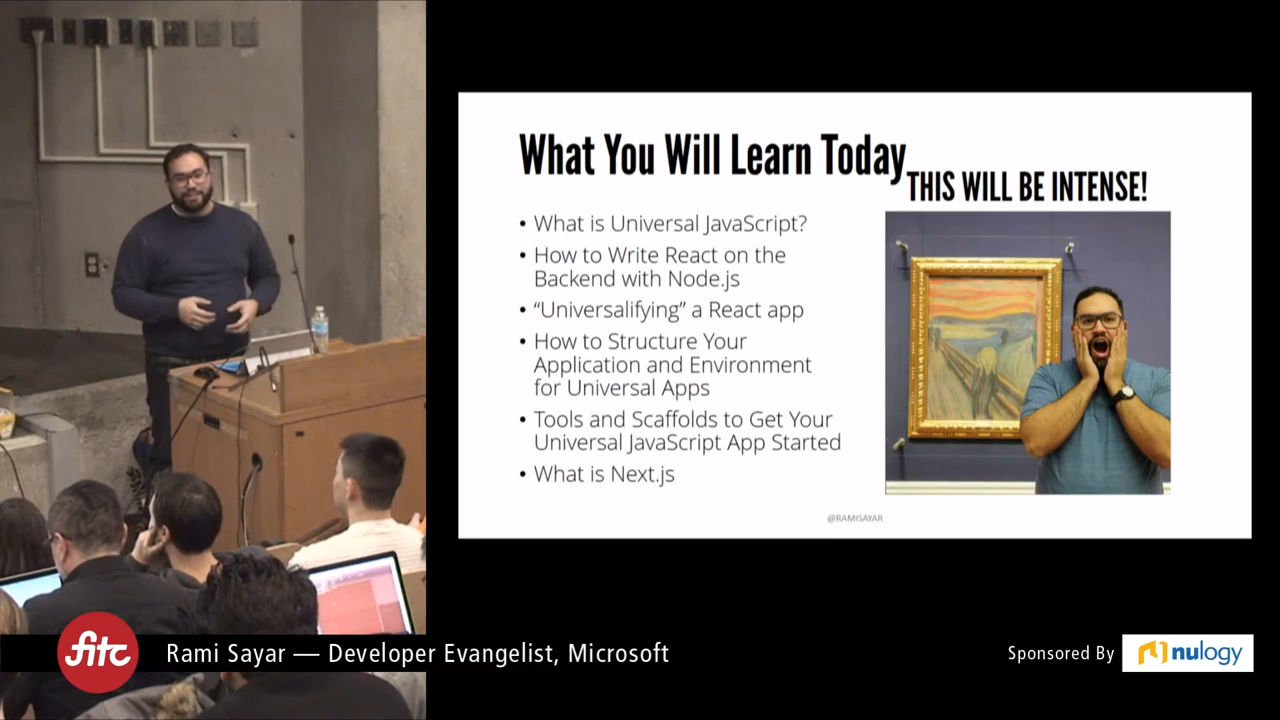 What You Will Learn Today
THIS WILL BE INTENSE!
• What is Universal JavaScript?
• How to Write React on the
Backend with Node.js
• “Universalifying” a React app
• How to Structure Your
Application and Environment
for Universal Apps
• Tools and Scaffolds to Get Your
Universal JavaScript App Started
• What is Next.js
@RAMISAYAR
fitc
Rami Sayar — Developer Evangelist, Microsoft
Sponsored By
nulogy